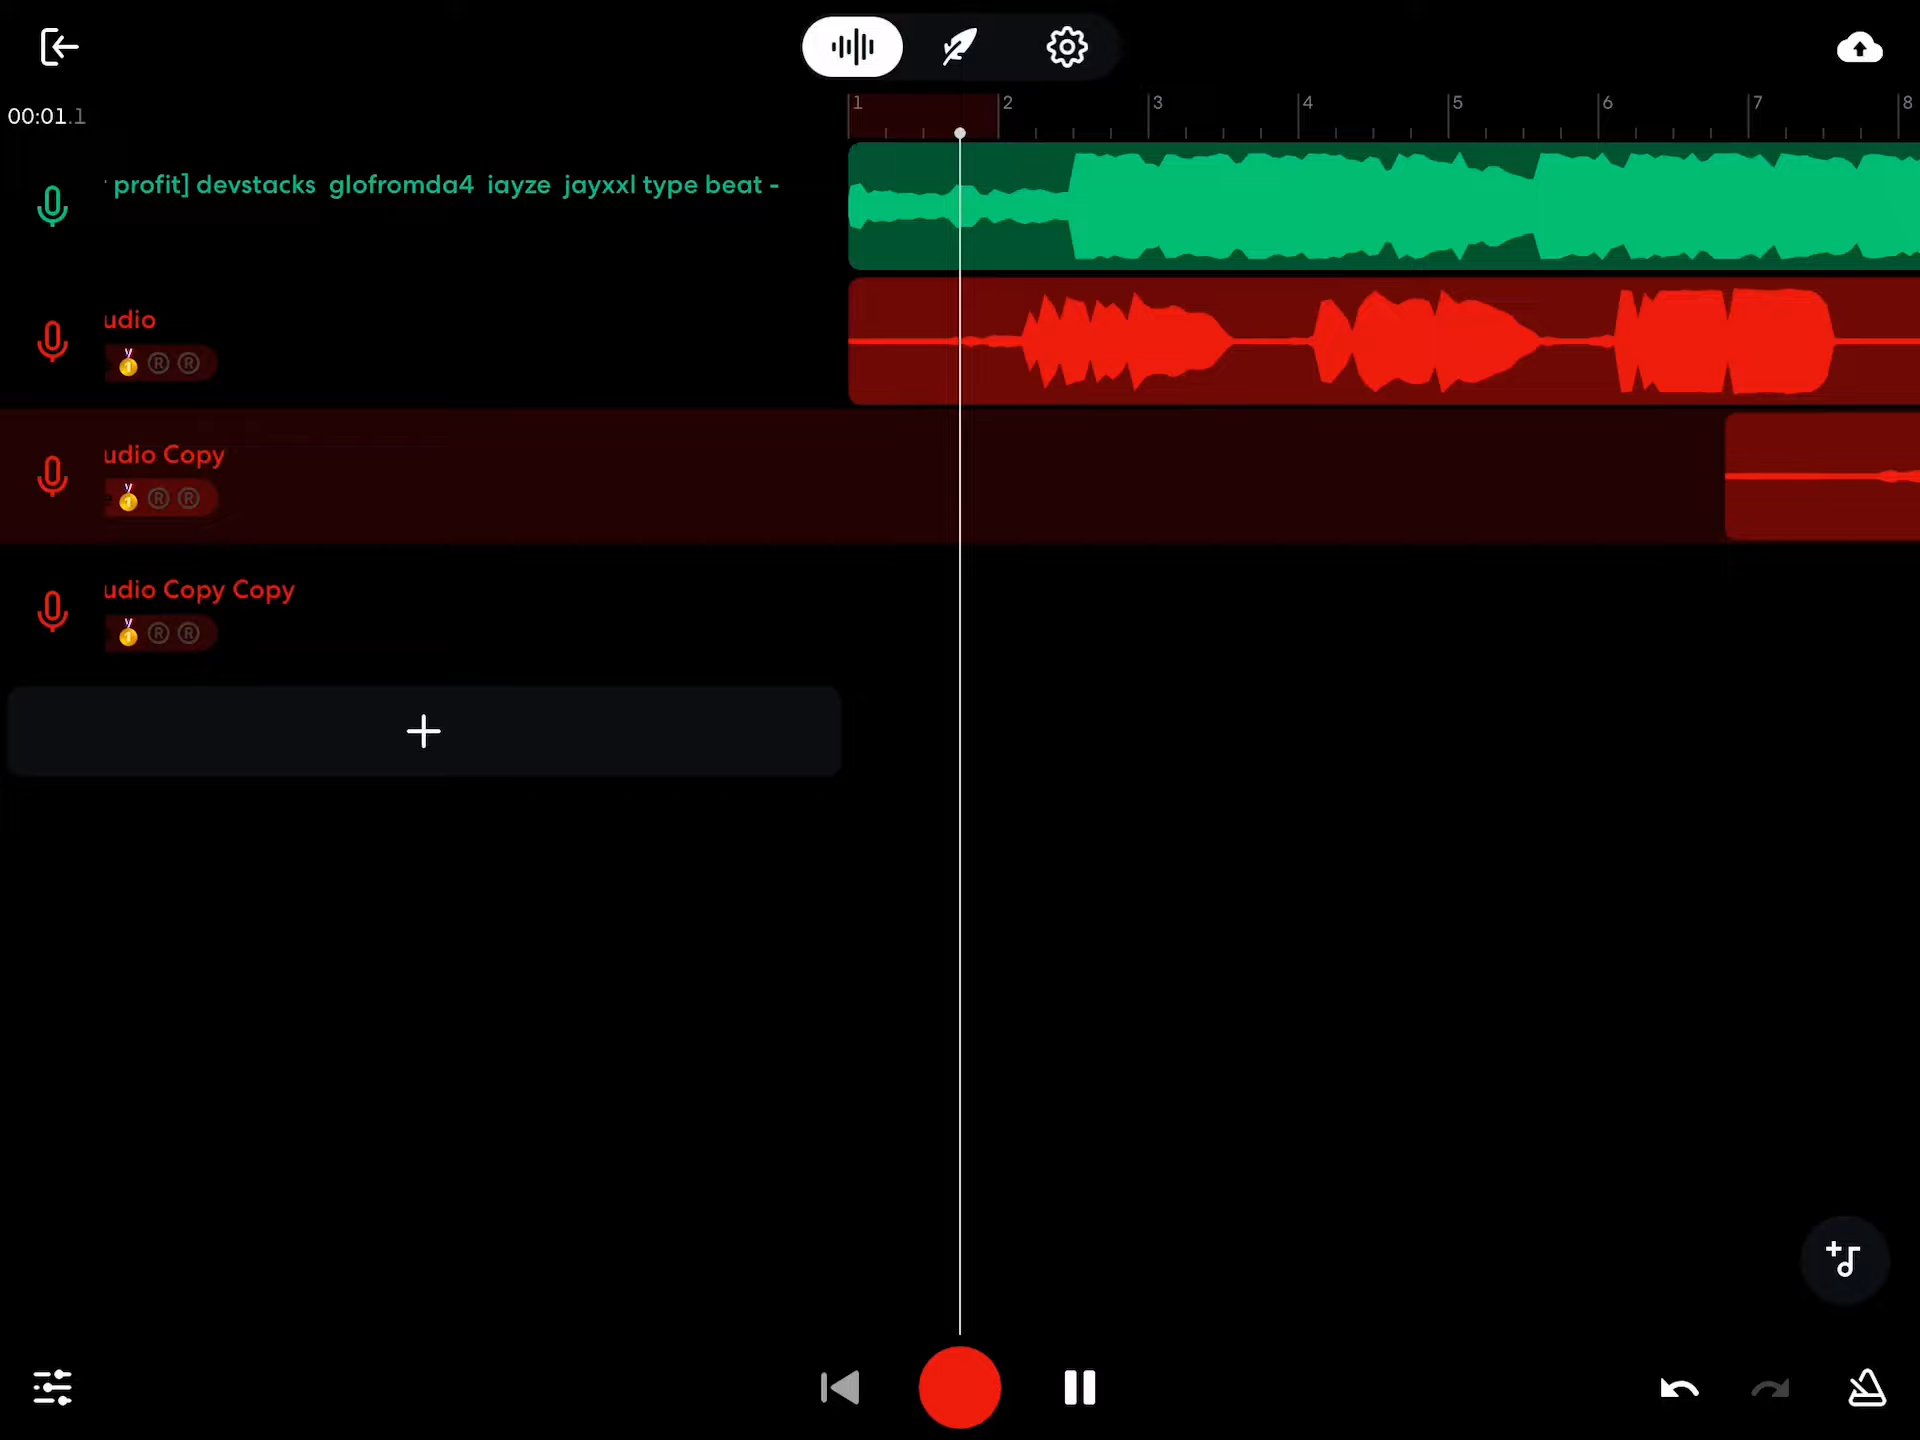 00:01.1
1 2 3 4 5 6 7 8
profit] devstacks glofromda4 iayze jayxxl type beat -
udio
🥇 ® ®
udio Copy
🥇 ® ®
udio Copy Copy
🥇 ® ®